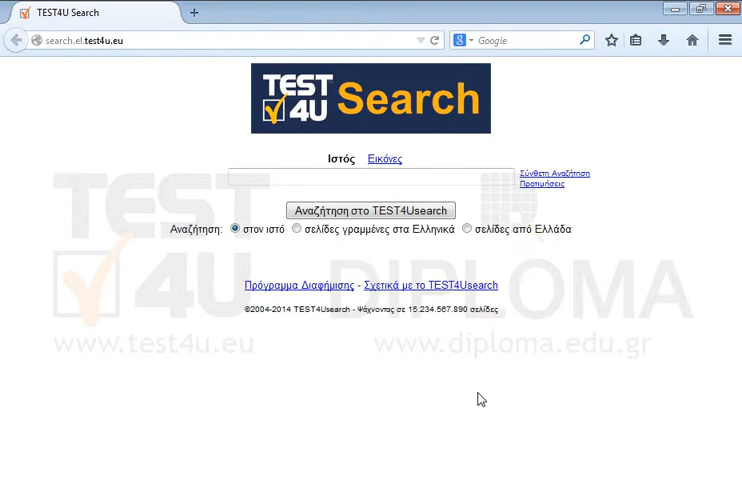 TEST4U Search
search.el.test4u.eu
Google
TEST 4U Search
Ιστός Εικόνες
Σύνθετη Αναζήτηση
Προτιμήσεις
Αναζήτηση στο TEST4Usearch
Αναζήτηση: στον ιστό σελίδες γραμμένες στα Ελληνικά σελίδες από Ελλάδα
Πρόγραμμα Διαφήμισης - Σχετικά με το TEST4Usearch
©2004-2014 TEST4Usearch - Ψάχνοντας σε 15.234.567.890 σελίδες
TEST
4U DIPLOMA
www.test4u.eu www.diploma.edu.gr